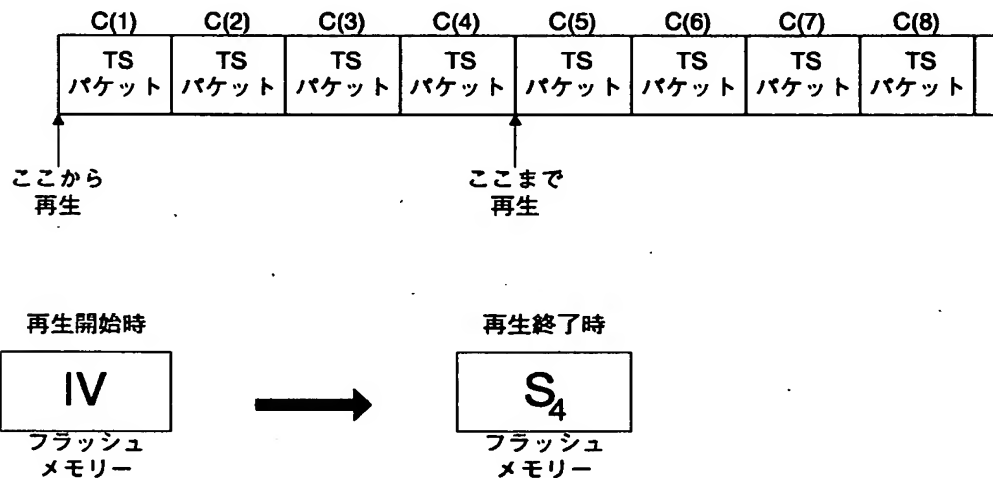 C(1) C(2) C(3) C(4) C(5) C(6) C(7) C(8)
TS TS TS TS TS TS TS TS
パケット パケット パケット パケット パケット パケット パケット パケット
ここから ここまで
再生 再生
再生開始時 再生終了時
IV S₄
フラッシュ フラッシュ
メモリー メモリー